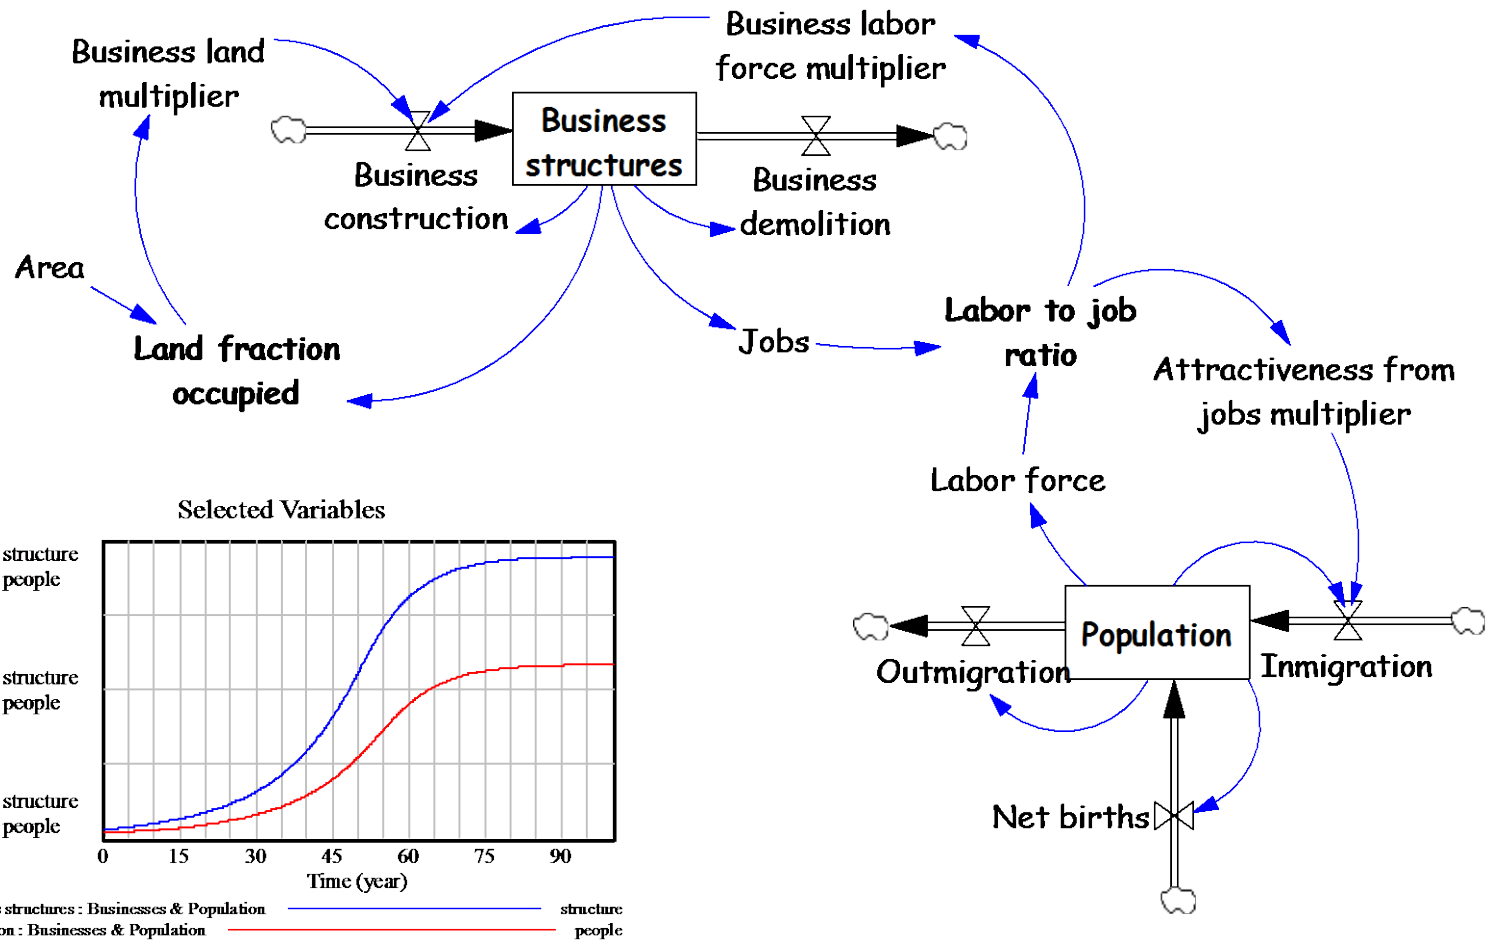 Business land
multiplier
Business labor
force multiplier
Business
structures
Business
construction
Business
demolition
Area
Land fraction
occupied
Jobs
Labor to job
ratio
Attractiveness from
jobs multiplier
Labor force
Population
Outmigration
Inmigration
Net births
Selected Variables
structure
people
structure
people
structure
people
0 15 30 45 60 75 90
Time (year)
s structures : Businesses & Population structure
on : Businesses & Population people